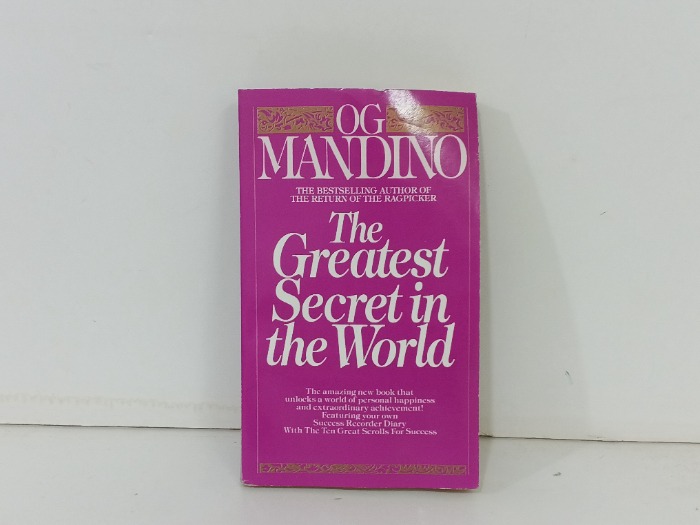 OG
MANDINO
THE BESTSELLING AUTHOR OF
THE RETURN OF THE RAGPICKER
The
Greatest
Secret in
the World
The amazing new book that
unlocks a world of personal happiness
and extraordinary achievement!
Featuring your own
Success Recorder Diary
With The Ten Great Scrolls For Success